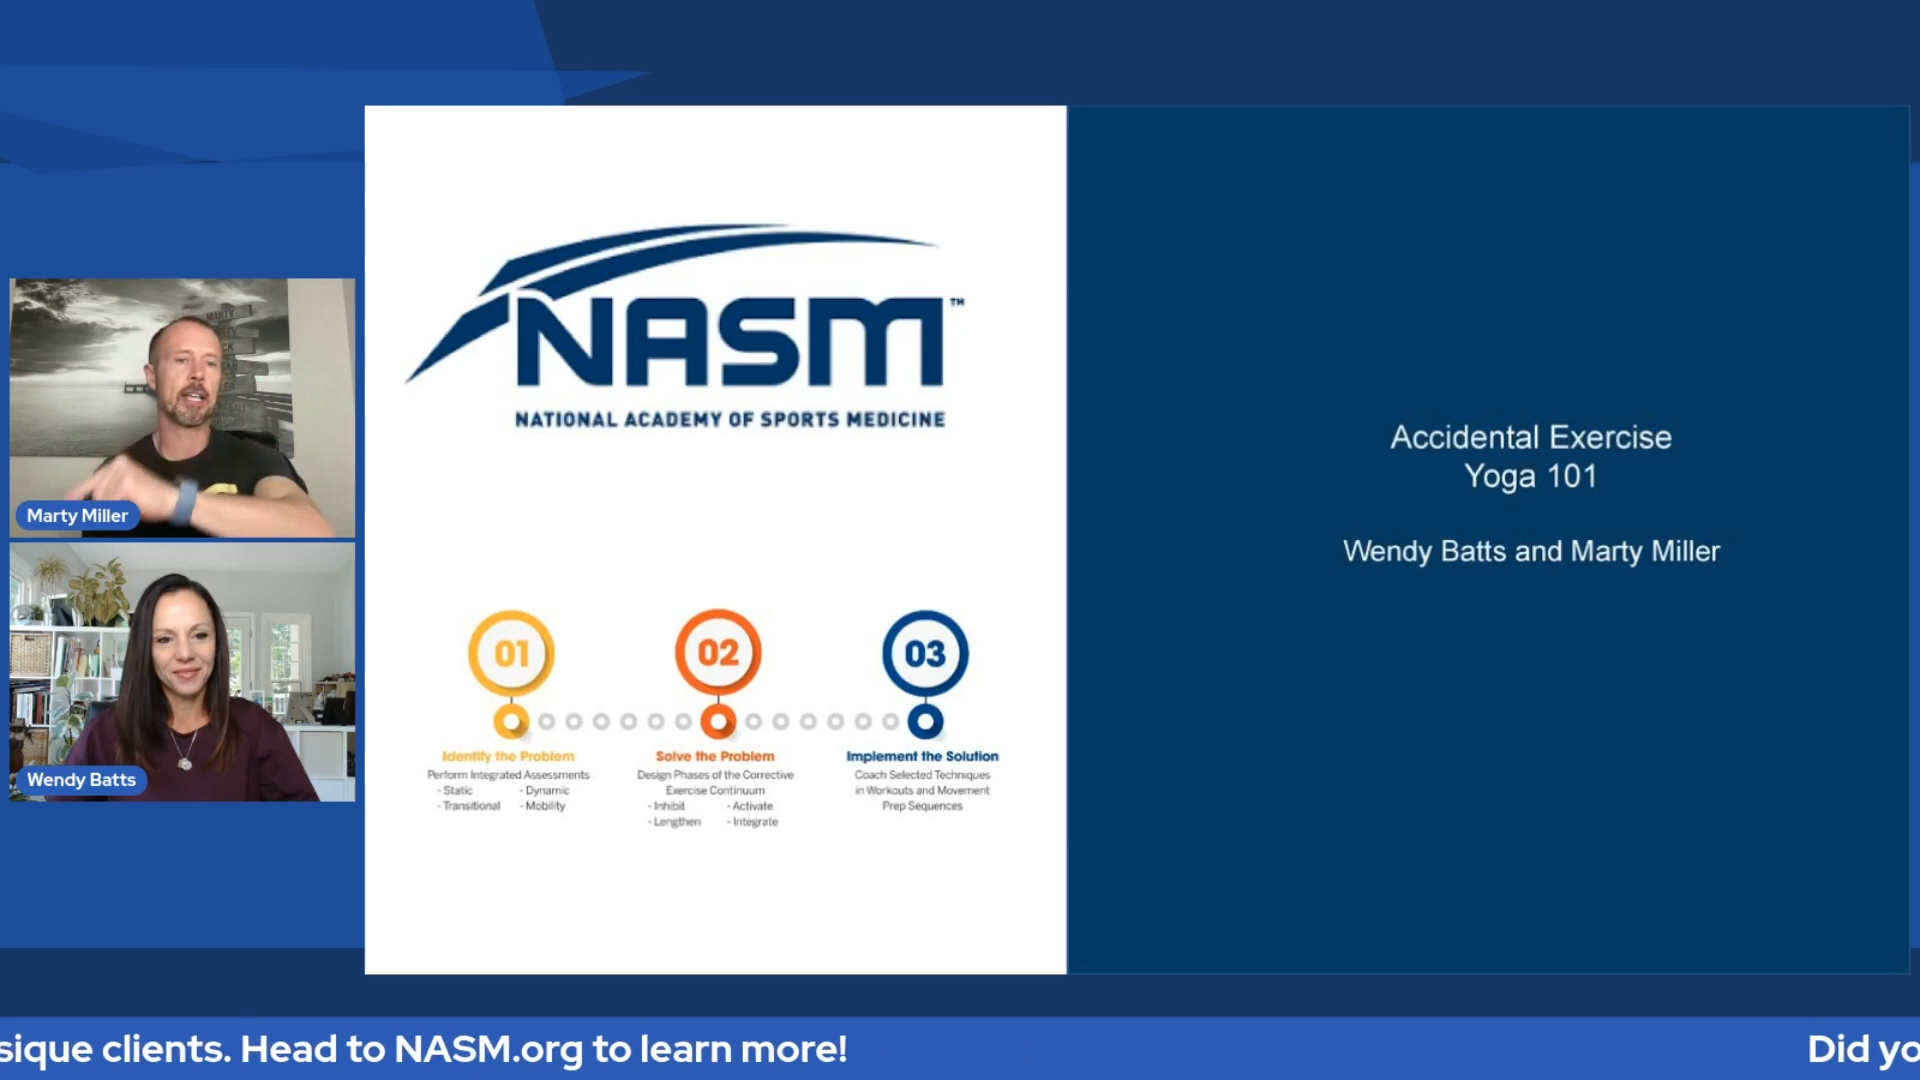 MARTY
Marty Miller
Wendy Batts
NASM™
NATIONAL ACADEMY OF SPORTS MEDICINE
01
02
03
Identify the Problem
Perform Integrated Assessments
- Static - Dynamic
- Transitional - Mobility
Solve the Problem
Design Phases of the Corrective
Exercise Continuum
- Inhibit - Activate
- Lengthen - Integrate
Implement the Solution
Coach Selected Techniques
in Workouts and Movement
Prep Sequences
Accidental Exercise
Yoga 101
Wendy Batts and Marty Miller
sique clients. Head to NASM.org to learn more!
Did yo